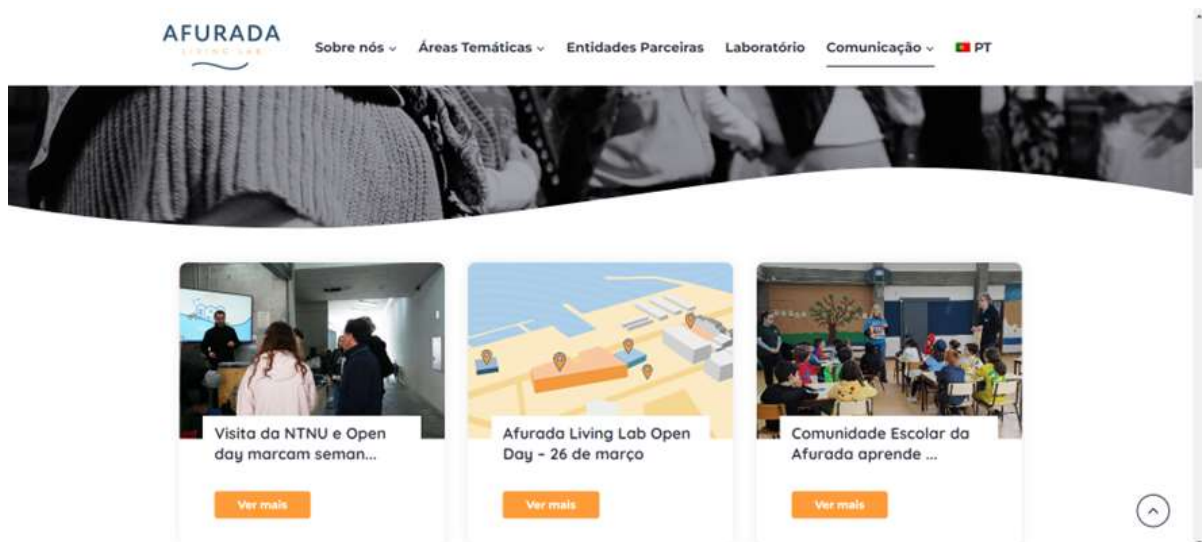 AFURADA
LIVING LAB
Sobre nós Áreas Temáticas Entidades Parceiras Laboratório Comunicação PT
Visita da NTNU e Open
day marcam seman...
Ver mais
Afurada Living Lab Open
Day – 26 de março
Ver mais
Comunidade Escolar da
Afurada aprende ...
Ver mais